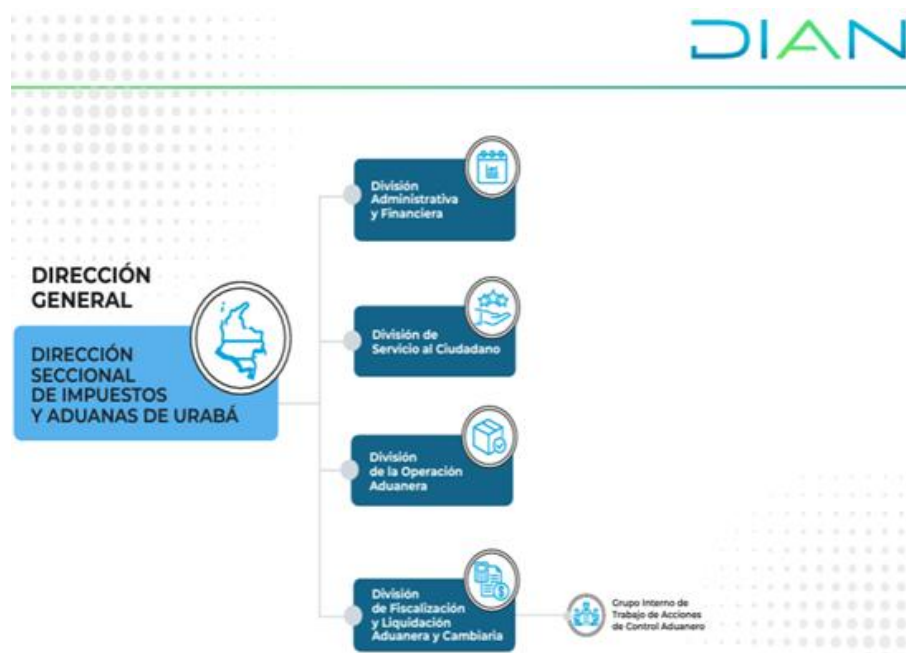 DIAN
División
Administrativa
y Financiera
DIRECCIÓN
GENERAL
DIRECCIÓN
SECCIONAL
DE IMPUESTOS
Y ADUANAS DE URABÁ
División de
Servicio al Ciudadano
División
de la Operación
Aduanera
División
de Fiscalización
y Liquidación
Aduanera y Cambiaria
Grupo Interno de
Trabajo de Acciones
de Control Aduanero